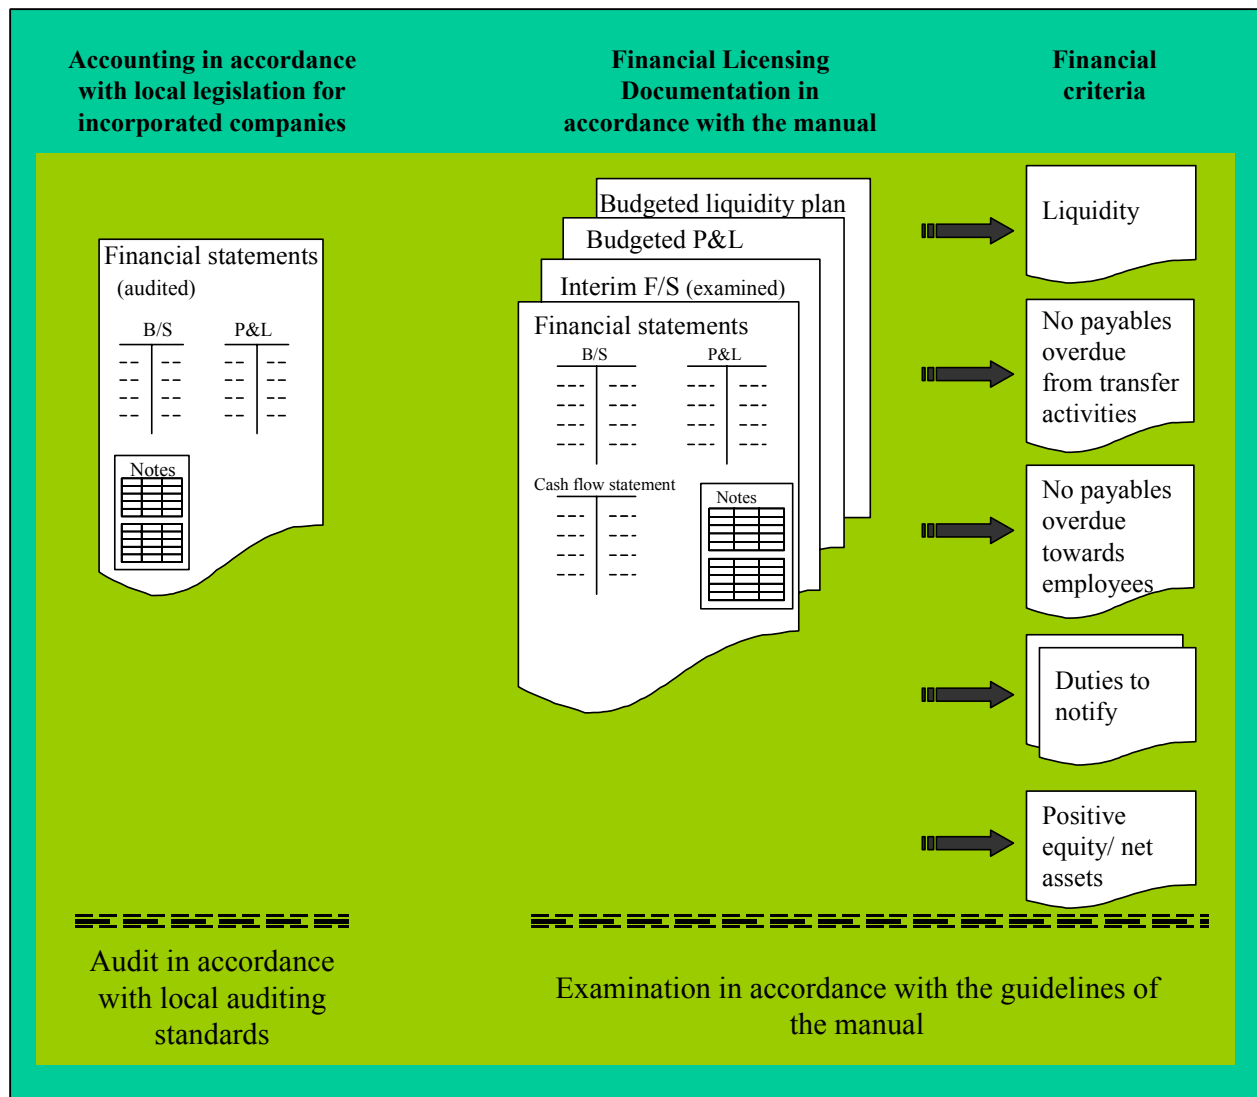 Accounting in accordance
with local legislation for
incorporated companies
Financial Licensing
Documentation in
accordance with the manual
Financial
criteria
Financial statements
(audited)
B/S
P&L
Notes
Budgeted liquidity plan
Budgeted P&L
Interim F/S (examined)
Financial statements
B/S
P&L
Cash flow statement
Notes
Liquidity
No payables
overdue
from transfer
activities
No payables
overdue
towards
employees
Duties to
notify
Positive
equity/ net
assets
Audit in accordance
with local auditing
standards
Examination in accordance with the guidelines of
the manual